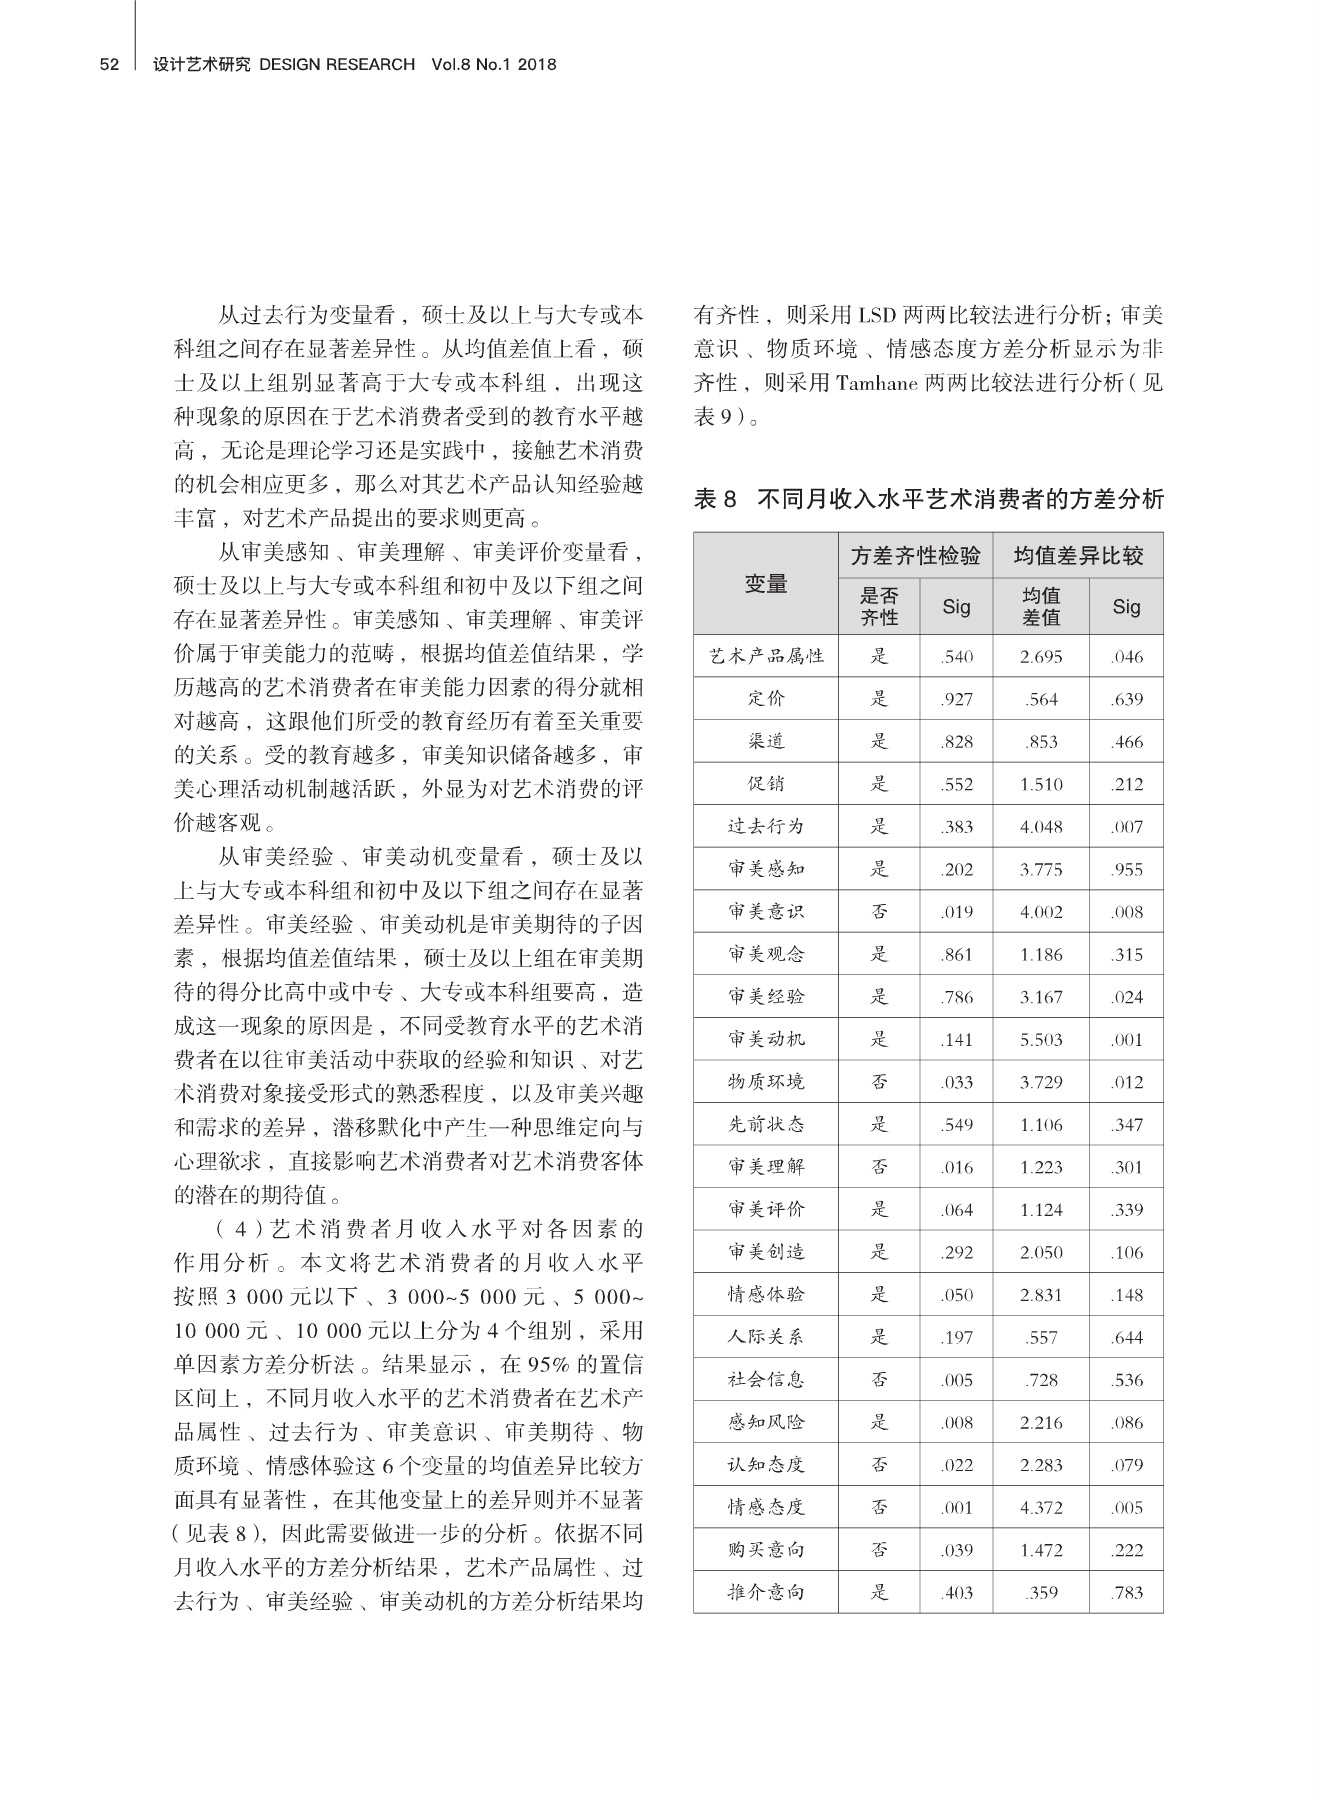 52 设计艺术研究 DESIGN RESEARCH Vol.8 No.1 2018
从过去行为变量看，硕士及以上与大专或本
科组之间存在显著差异性。从均值差值上看，硕
士及以上组别显著高于大专或本科组，出现这
种现象的原因在于艺术消费者受到的教育水平越
高，无论是理论学习还是实践中，接触艺术消费
的机会相应更多，那么对其艺术产品认知经验越
丰富，对艺术产品提出的要求则更高。
从审美感知、审美理解、审美评价变量看，
硕士及以上与大专或本科组和初中及以下组之间
存在显著差异性。审美感知、审美理解、审美评
价属于审美能力的范畴，根据均值差值结果，学
历越高的艺术消费者在审美能力因素的得分就相
对越高，这跟他们所受的教育经历有着至关重要
的关系。受的教育越多，审美知识储备越多，审
美心理活动机制越活跃，外显为对艺术消费的评
价越客观。
从审美经验、审美动机变量看，硕士及以
上与大专或本科组和初中及以下组之间存在显著
差异性。审美经验、审美动机是审美期待的子因
素，根据均值差值结果，硕士及以上组在审美期
待的得分比高中或中专、大专或本科组要高，造
成这一现象的原因是，不同受教育水平的艺术消
费者在以往审美活动中获取的经验和知识、对艺
术消费对象接受形式的熟悉程度，以及审美兴趣
和需求的差异，潜移默化中产生一种思维定向与
心理欲求，直接影响艺术消费者对艺术消费客体
的潜在的期待值。
（4）艺术消费者月收入水平对各因素的
作用分析。本文将艺术消费者的月收入水平
按照 3 000 元以下、3 000~5 000 元、5 000~
10 000 元、10 000 元以上分为 4 个组别，采用
单因素方差分析法。结果显示，在 95% 的置信
区间上，不同月收入水平的艺术消费者在艺术产
品属性、过去行为、审美意识、审美期待、物
质环境、情感体验这 6 个变量的均值差异比较方
面具有显著性，在其他变量上的差异则并不显著
（见表 8），因此需要做进一步的分析。依据不同
月收入水平的方差分析结果，艺术产品属性、过
去行为、审美经验、审美动机的方差分析结果均
有齐性，则采用 LSD 两两比较法进行分析；审美
意识、物质环境、情感态度方差分析显示为非
齐性，则采用 Tamhane 两两比较法进行分析（见
表 9）。
表 8 不同月收入水平艺术消费者的方差分析
变量 方差齐性检验 均值差异比较
是否齐性 Sig 均值差值 Sig
艺术产品属性 是 .540 2.695 .046
定价 是 .927 .564 .639
渠道 是 .828 .853 .466
促销 是 .552 1.510 .212
过去行为 是 .383 4.048 .007
审美感知 是 .202 3.775 .955
审美意识 否 .019 4.002 .008
审美观念 是 .861 1.186 .315
审美经验 是 .786 3.167 .024
审美动机 是 .141 5.503 .001
物质环境 否 .033 3.729 .012
先前状态 是 .549 1.106 .347
审美理解 否 .016 1.223 .301
审美评价 是 .064 1.124 .339
审美创造 是 .292 2.050 .106
情感体验 是 .050 2.831 .148
人际关系 是 .197 .557 .644
社会信息 否 .005 .728 .536
感知风险 是 .008 2.216 .086
认知态度 否 .022 2.283 .079
情感态度 否 .001 4.372 .005
购买意向 否 .039 1.472 .222
推介意向 是 .403 .359 .783